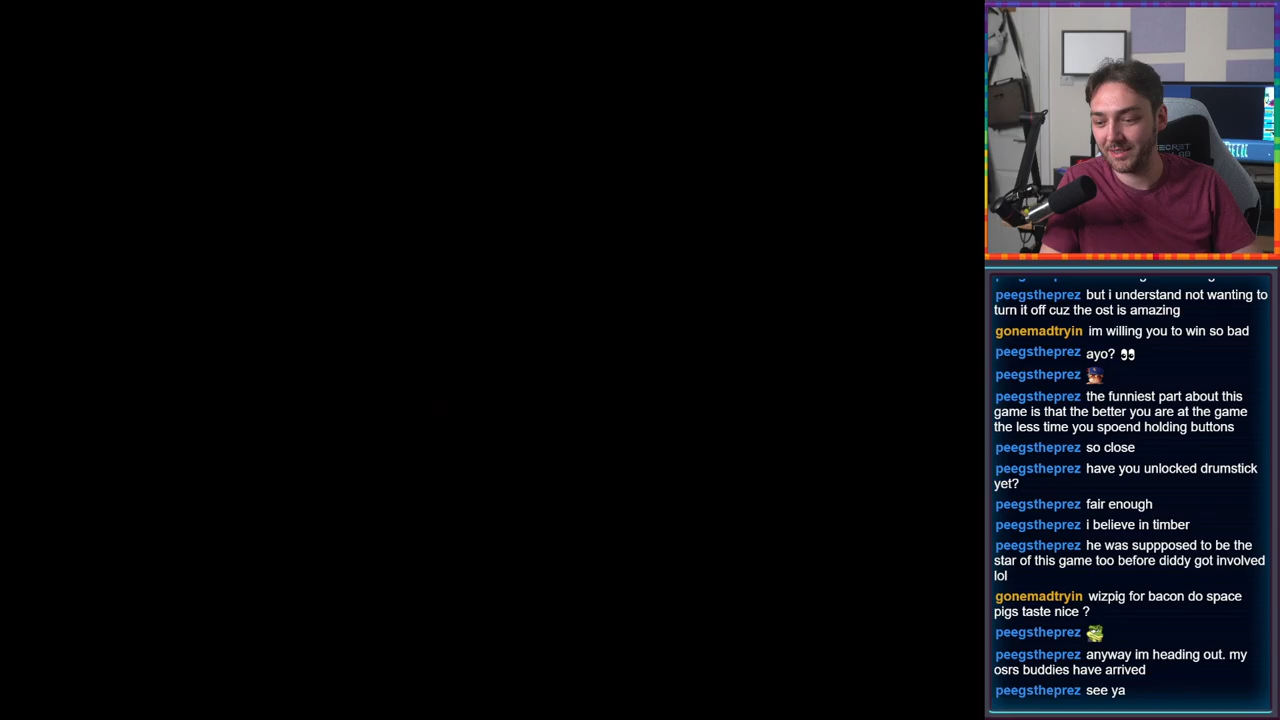 peegstheprez but i understand not wanting to
turn it off cuz the ost is amazing
gonemadtryin im willing you to win so bad
peegstheprez ayo? 👀
peegstheprez
peegstheprez the funniest part about this
game is that the better you are at the game
the less time you spoend holding buttons
peegstheprez so close
peegstheprez have you unlocked drumstick
yet?
peegstheprez fair enough
peegstheprez i believe in timber
peegstheprez he was suppposed to be the
star of this game too before diddy got involved
lol
gonemadtryin wizpig for bacon do space
pigs taste nice ?
peegstheprez
peegstheprez anyway im heading out. my
osrs buddies have arrived
peegstheprez see ya